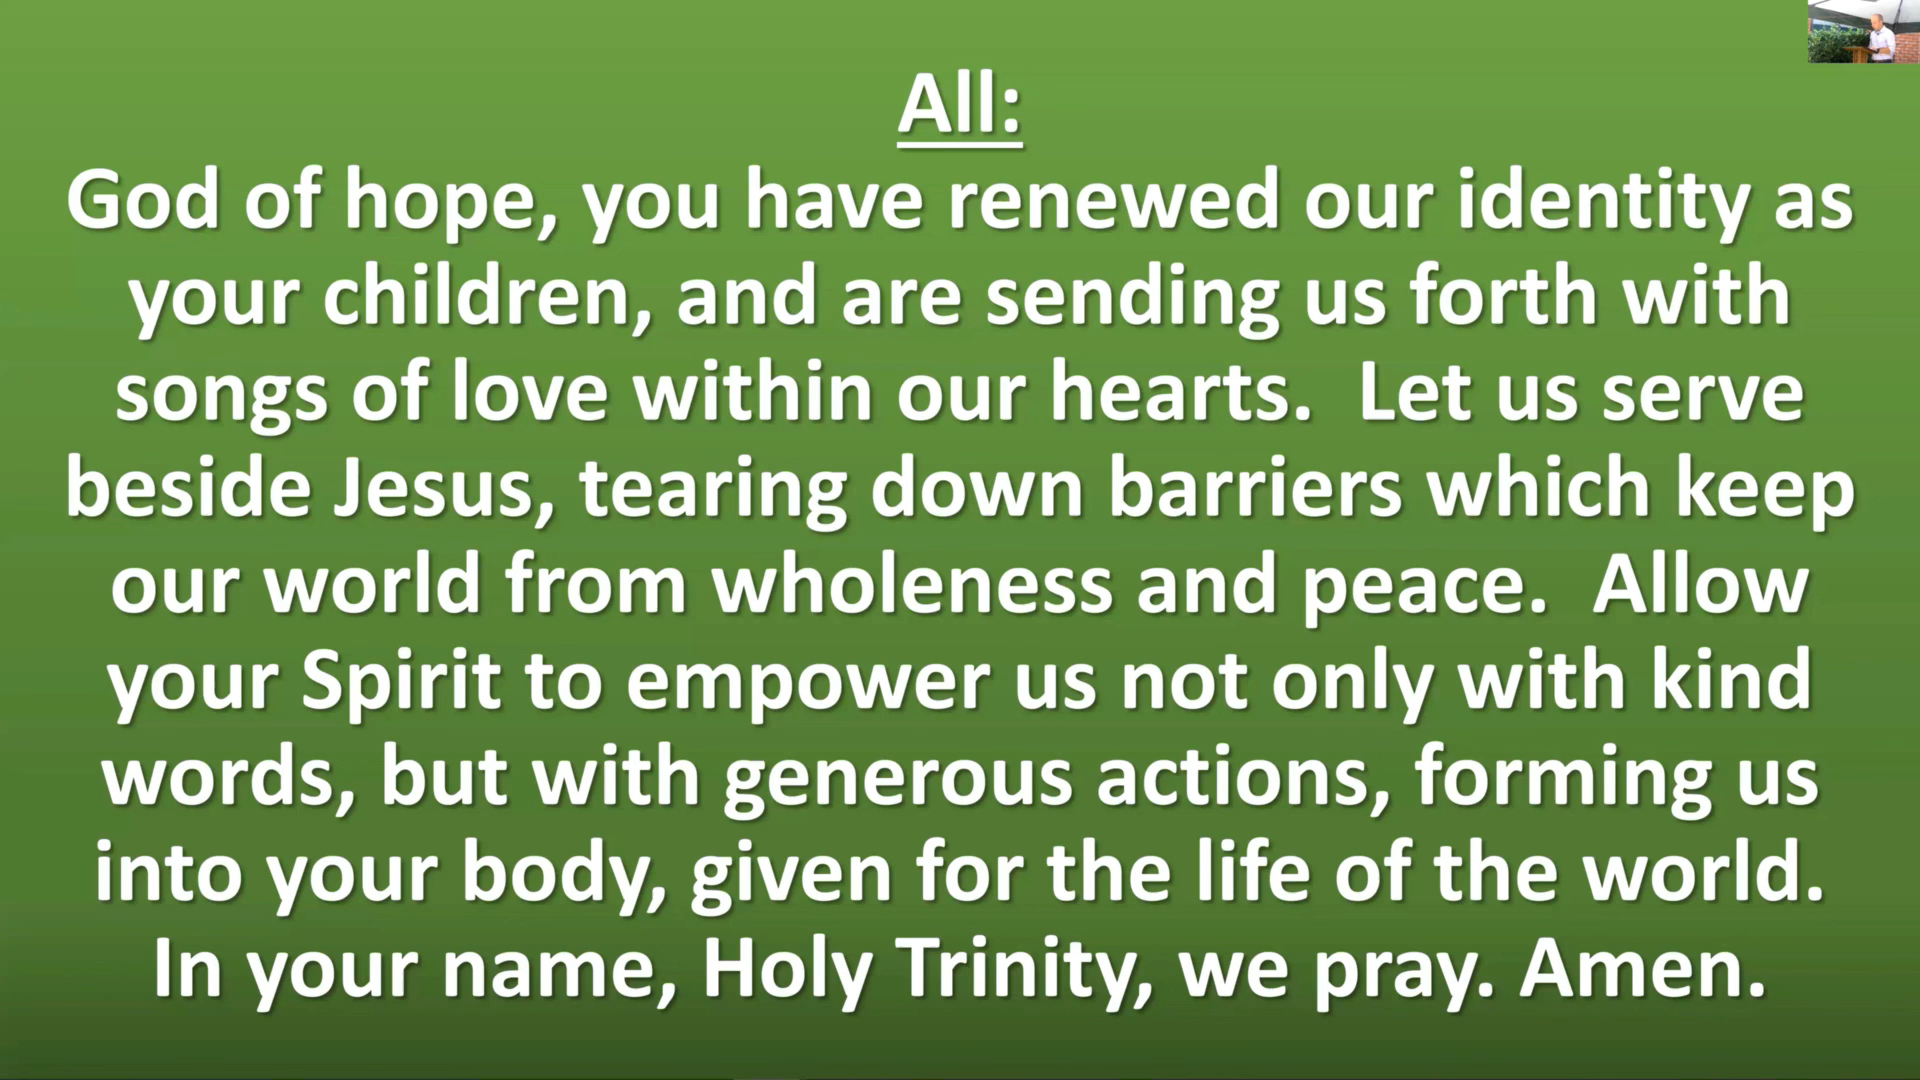 All:
God of hope, you have renewed our identity as
your children, and are sending us forth with
songs of love within our hearts.  Let us serve
beside Jesus, tearing down barriers which keep
our world from wholeness and peace.  Allow
your Spirit to empower us not only with kind
words, but with generous actions, forming us
into your body, given for the life of the world.
In your name, Holy Trinity, we pray. Amen.